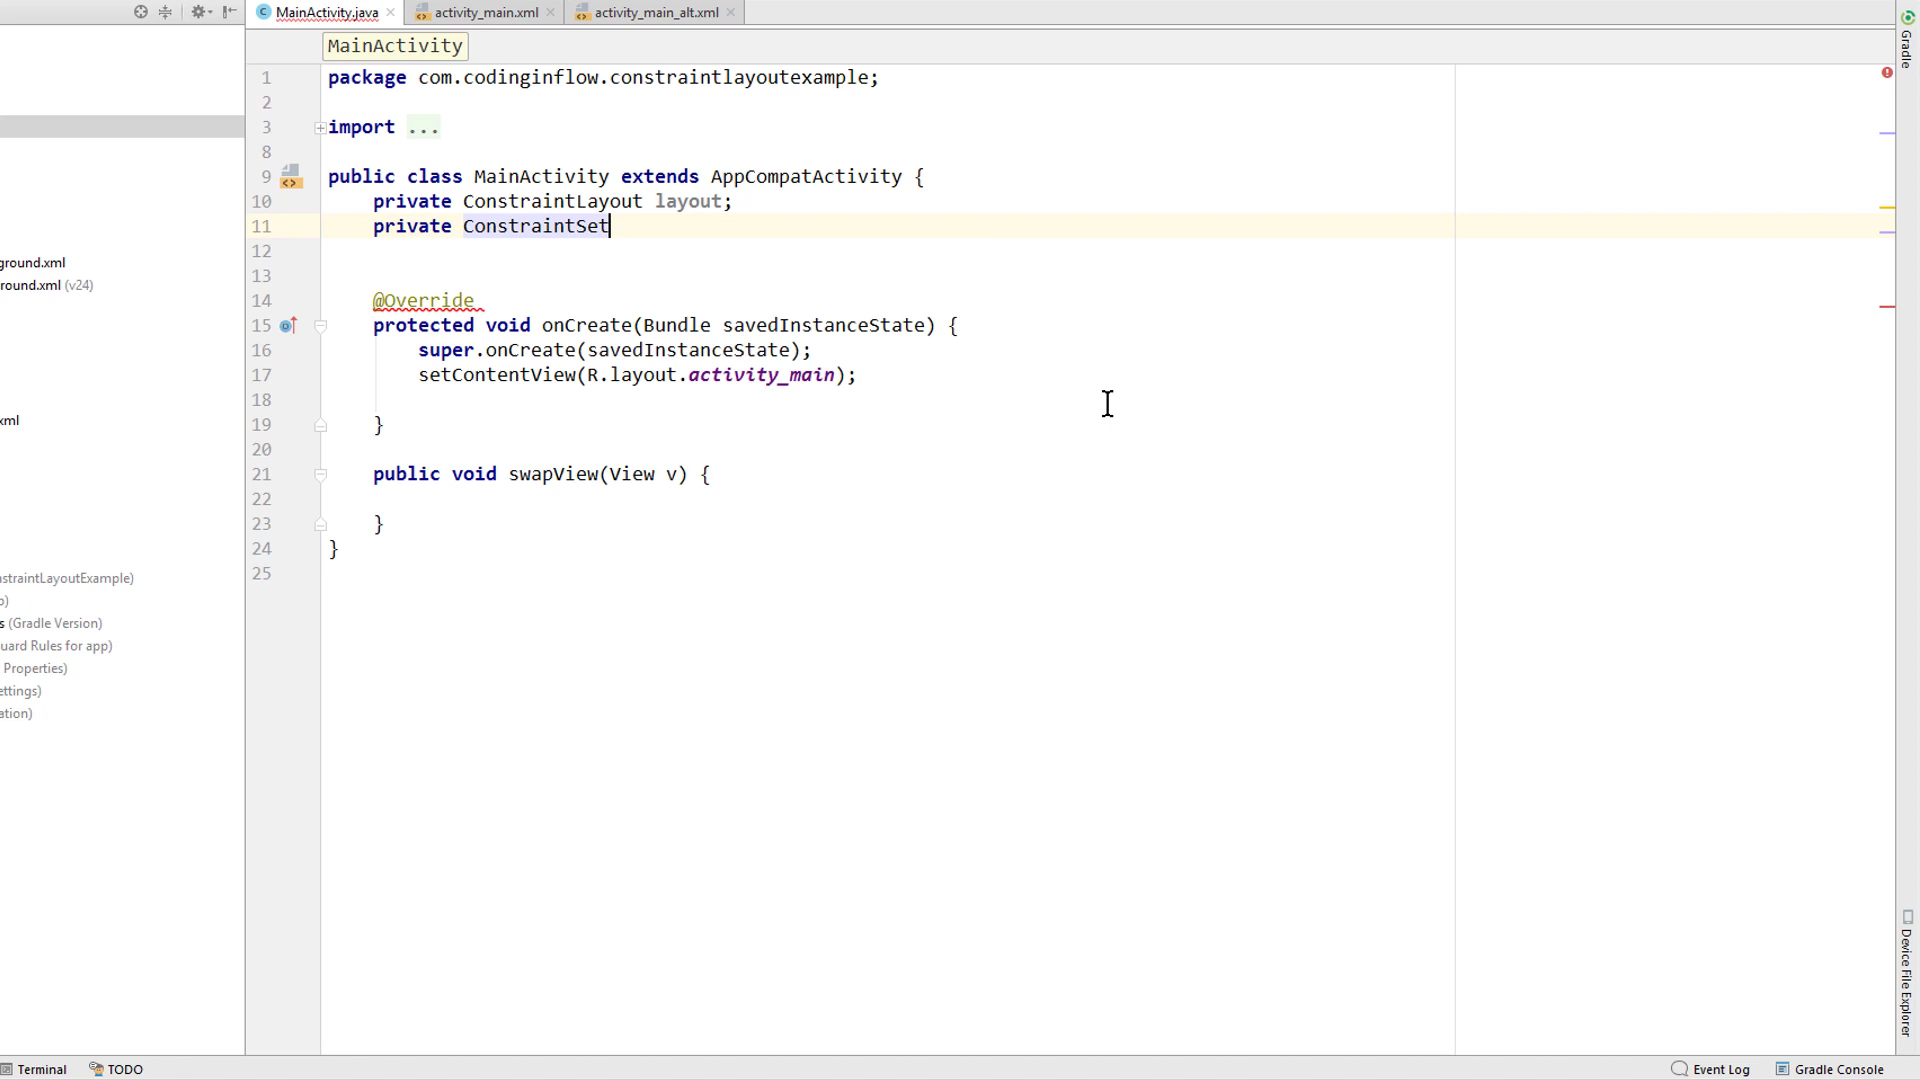 MainActivity.java
activity_main.xml
activity_main_alt.xml
Gradle
MainActivity
1 package com.codinginflow.constraintlayoutexample;
2
3 import ...
8
9 public class MainActivity extends AppCompatActivity {
10 private ConstraintLayout layout;
11 private ConstraintSet
12
13
14 @Override
15 protected void onCreate(Bundle savedInstanceState) {
16 super.onCreate(savedInstanceState);
17 setContentView(R.layout.activity_main);
18
19 }
20
21 public void swapView(View v) {
22
23 }
24 }
25
ground.xml
round.xml (v24)
xml
nstraintLayoutExample)
p)
s (Gradle Version)
uard Rules for app)
Properties)
ettings)
ation)
Device File Explorer
Terminal
TODO
Event Log
Gradle Console